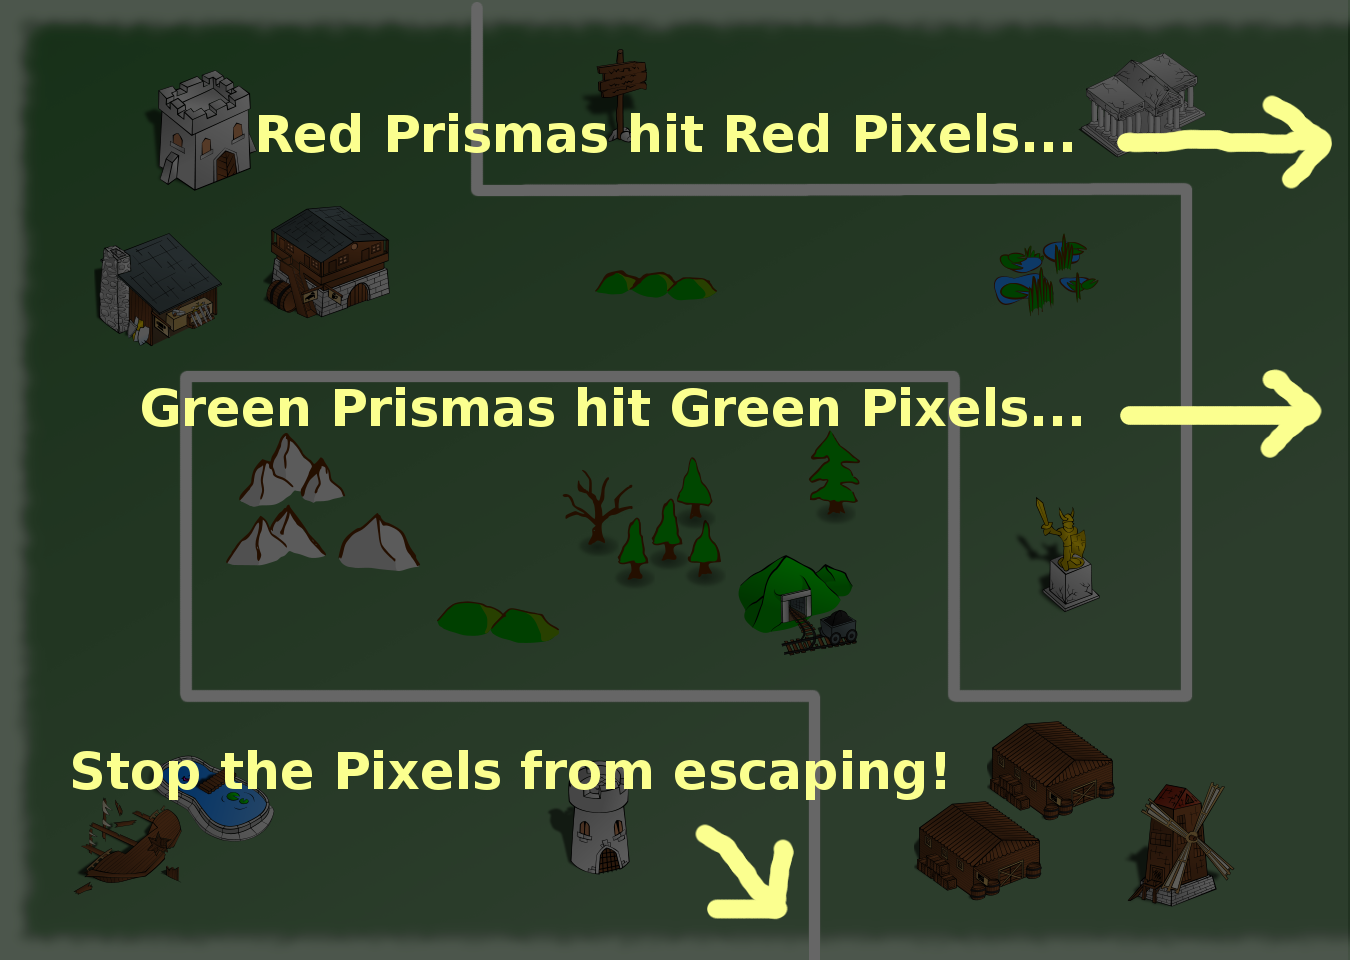 Red Prismas hit Red Pixels...
Green Prismas hit Green Pixels...
Stop the Pixels from escaping!